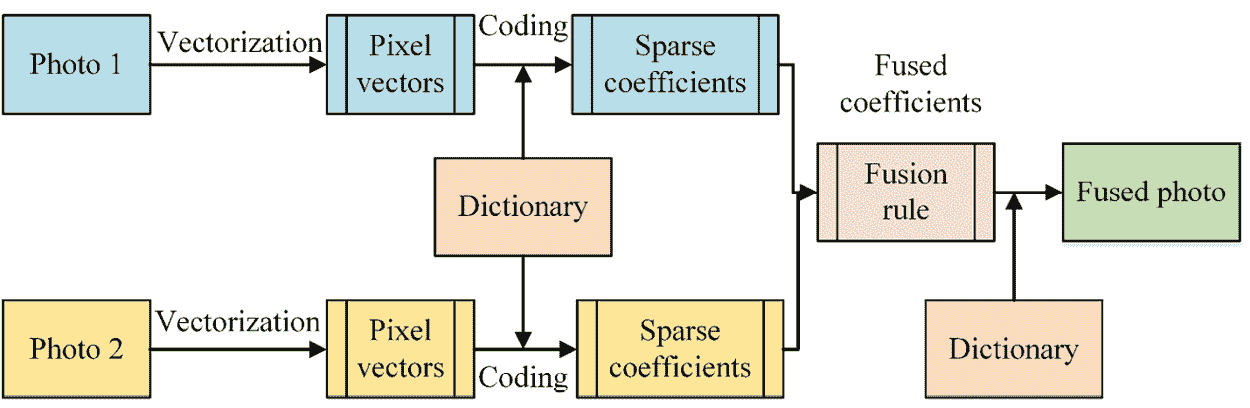 Photo 1
Vectorization
Pixel
vectors
Coding
Sparse
coefficients
Fused
coefficients
Dictionary
Fusion
rule
Fused photo
Photo 2
Vectorization
Pixel
vectors
Coding
Sparse
coefficients
Dictionary